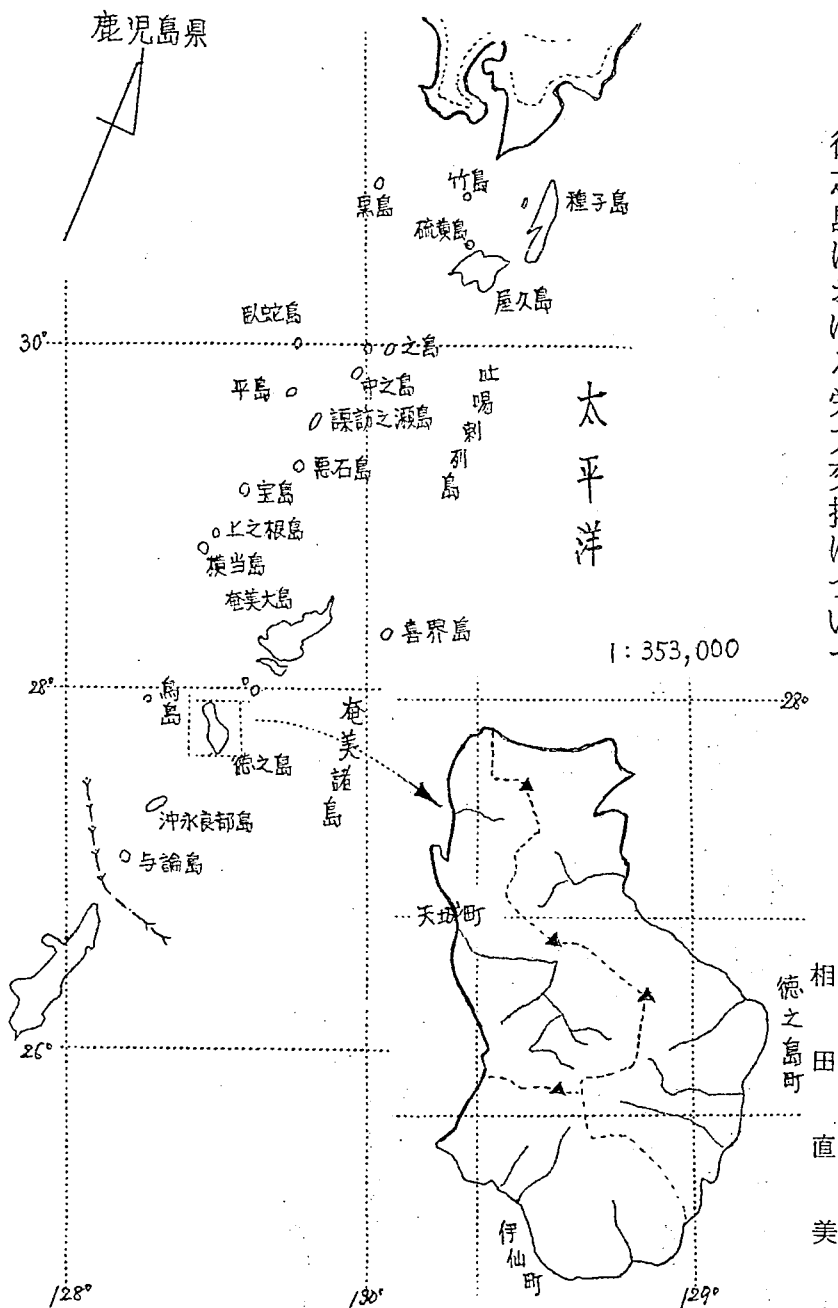 鹿児島県
黒島
竹島
種子島
硫黄島
屋久島
臥蛇島
30°
之島
平島
中之島
諏訪之瀬島
吐噶喇列島
悪石島
太平洋
宝島
上之根島
横当島
奄美大島
喜界島
1:353,000
28°
28°
鳥島
徳之島
奄美諸島
沖永良部島
与論島
天城町
徳之島町
26°
伊仙町
128°
130°
129°
相田直美